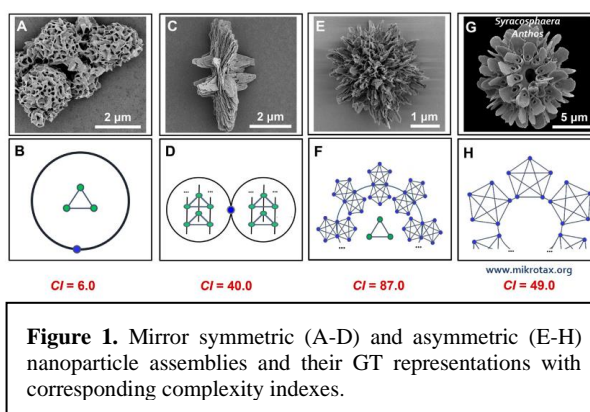 A
C
E
G
Syracosphaera
Anthos
2 μm
2 μm
1 μm
5 μm
B
D
F
H
...
...
...
...
...
...
...
...
www.mikrotax.org
CI = 6.0
CI = 40.0
CI = 87.0
CI = 49.0
Figure 1. Mirror symmetric (A-D) and asymmetric (E-H)
nanoparticle assemblies and their GT representations with
corresponding complexity indexes.